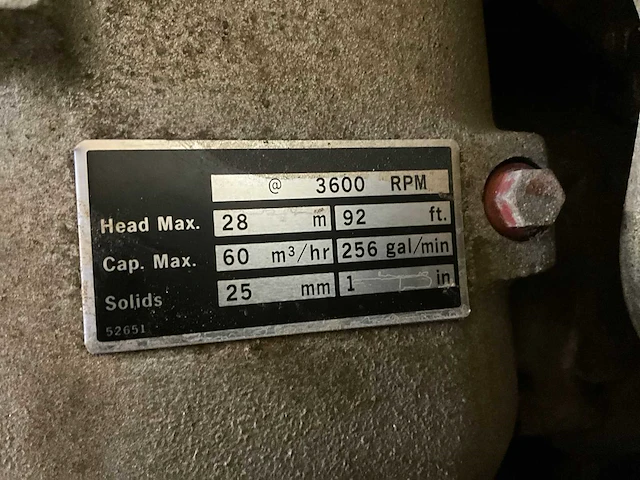 @ 3600 RPM
Head Max. 28 m 92 ft.
Cap. Max. 60 m³/hr 256 gal/min
Solids 25 mm 1 in
52651